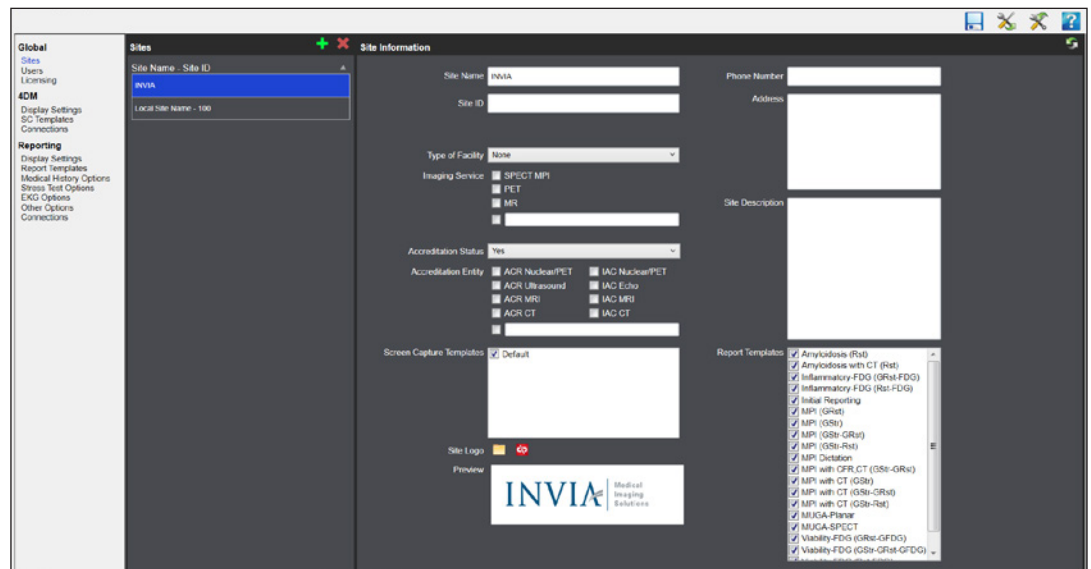 Global
Sites
Users
Licensing
4DM
Display Settings
SC Templates
Connections
Reporting
Display Settings
Report Templates
Medical History Options
Stress Test Options
EKG Options
Other Options
Connections
Sites
Site Name - Site ID
INVIA
Local Site Name - 100
Site Information
Site Name INVIA
Site ID
Type of Facility None
Imaging Service SPECT MPI
PET
MR
Accreditation Status Yes
Accreditation Entity ACR Nuclear/PET IAC Nuclear/PET
ACR Ultrasound IAC Echo
ACR MRI IAC MRI
ACR CT IAC CT
Screen Capture Templates Default
Site Logo
Preview
INVIA Medical
Imaging
Solutions
Phone Number
Address
Site Description
Report Templates Amyloidosis (Rst)
Amyloidosis with CT (Rst)
Inflammatory-FDG (GRst-FDG)
Inflammatory-FDG (Rst-FDG)
Initial Reporting
MPI (GRst)
MPI (GStr)
MPI (GStr-GRst)
MPI (GStr-Rst)
MPI Dictation
MPI with CFR,CT (GStr-GRst)
MPI with CT (GStr)
MPI with CT (GStr-GRst)
MPI with CT (GStr-Rst)
MUGA-Planar
MUGA-SPECT
Viability-FDG (GRst-GFDG)
Viability-FDG (GStr-GRst-GFDG)